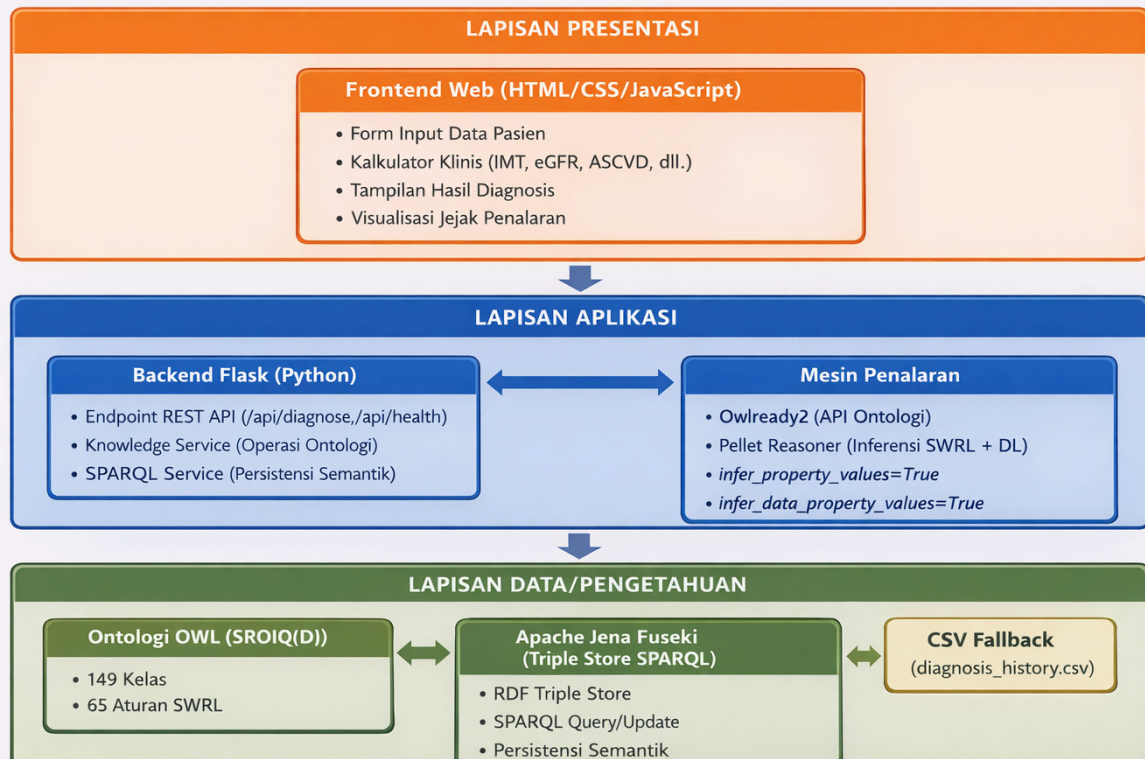 LAPISAN PRESENTASI
Frontend Web (HTML/CSS/JavaScript)
• Form Input Data Pasien
• Kalkulator Klinis (IMT, eGFR, ASCVD, dll.)
• Tampilan Hasil Diagnosis
• Visualisasi Jejak Penalaran
LAPISAN APLIKASI
Backend Flask (Python)
• Endpoint REST API (/api/diagnose,/api/health)
• Knowledge Service (Operasi Ontologi)
• SPARQL Service (Persistensi Semantik)
Mesin Penalaran
• Owlready2 (API Ontologi)
• Pellet Reasoner (Inferensi SWRL + DL)
• infer_property_values=True
• infer_data_property_values=True
LAPISAN DATA/PENGETAHUAN
Ontologi OWL (SROIQ(D))
• 149 Kelas
• 65 Aturan SWRL
Apache Jena Fuseki
(Triple Store SPARQL)
• RDF Triple Store
• SPARQL Query/Update
• Persistensi Semantik
CSV Fallback
(diagnosis_history.csv)